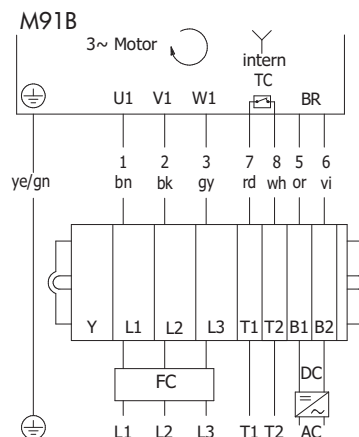 M91B
3~ Motor
intern
TC
U1 V1 W1 BR
1 2 3 7 8 5 6
ye/gn bn bk gy rd wh or vi
Y L1 L2 L3 T1 T2 B1 B2
FC DC
= ~
L1 L2 L3 T1 T2 AC